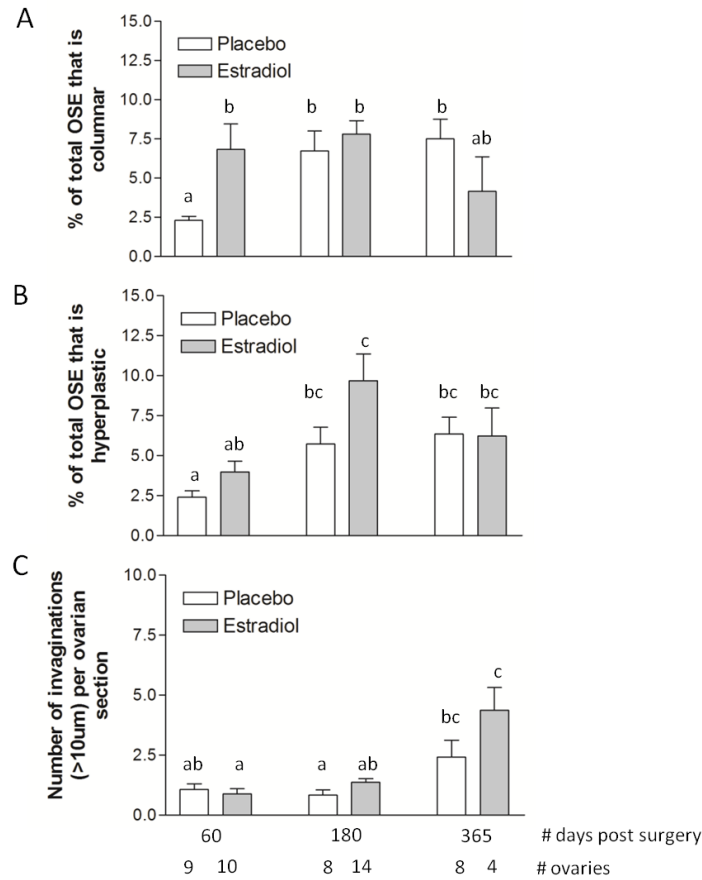 A
% of total OSE that is
columnar
15.0
12.5
10.0
7.5
5.0
2.5
0.0
Placebo
Estradiol
a
b
b
b
b
ab
B
% of total OSE that is
hyperplastic
15.0
12.5
10.0
7.5
5.0
2.5
0.0
Placebo
Estradiol
a
ab
bc
c
bc
bc
C
Number of invaginations
(>10um) per ovarian
section
10.0
7.5
5.0
2.5
0.0
Placebo
Estradiol
ab
a
a
ab
bc
c
60 180 365 # days post surgery
9 10 8 14 8 4 # ovaries